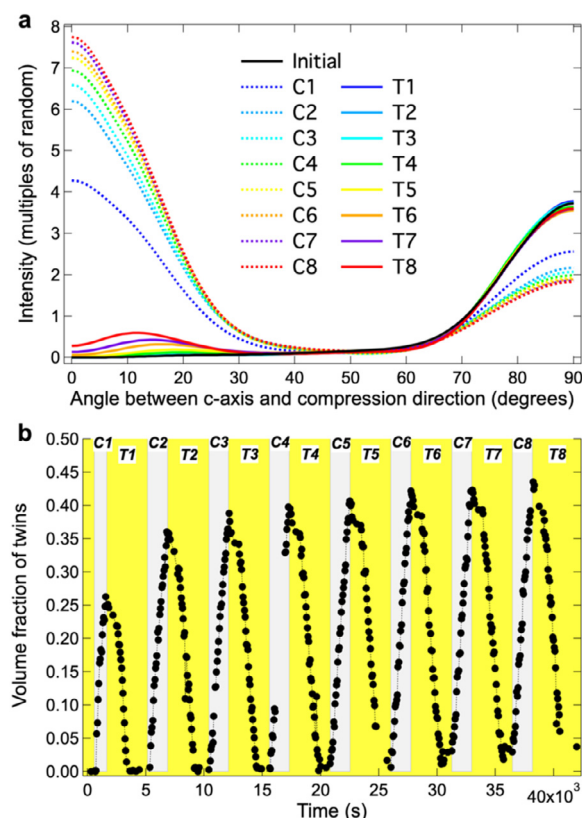 a
8
7
6
5
4
3
2
1
0
Intensity (multiples of random)
Initial
C1 T1
C2 T2
C3 T3
C4 T4
C5 T5
C6 T6
C7 T7
C8 T8
0 10 20 30 40 50 60 70 80 90
Angle between c-axis and compression direction (degrees)
b
C1 T1 C2 T2 C3 T3 C4 T4 C5 T5 C6 T6 C7 T7 C8 T8
0.50
0.45
0.40
0.35
0.30
0.25
0.20
0.15
0.10
0.05
0.00
Volume fraction of twins
0 5 10 15 20 25 30 35 40x10³
Time (s)